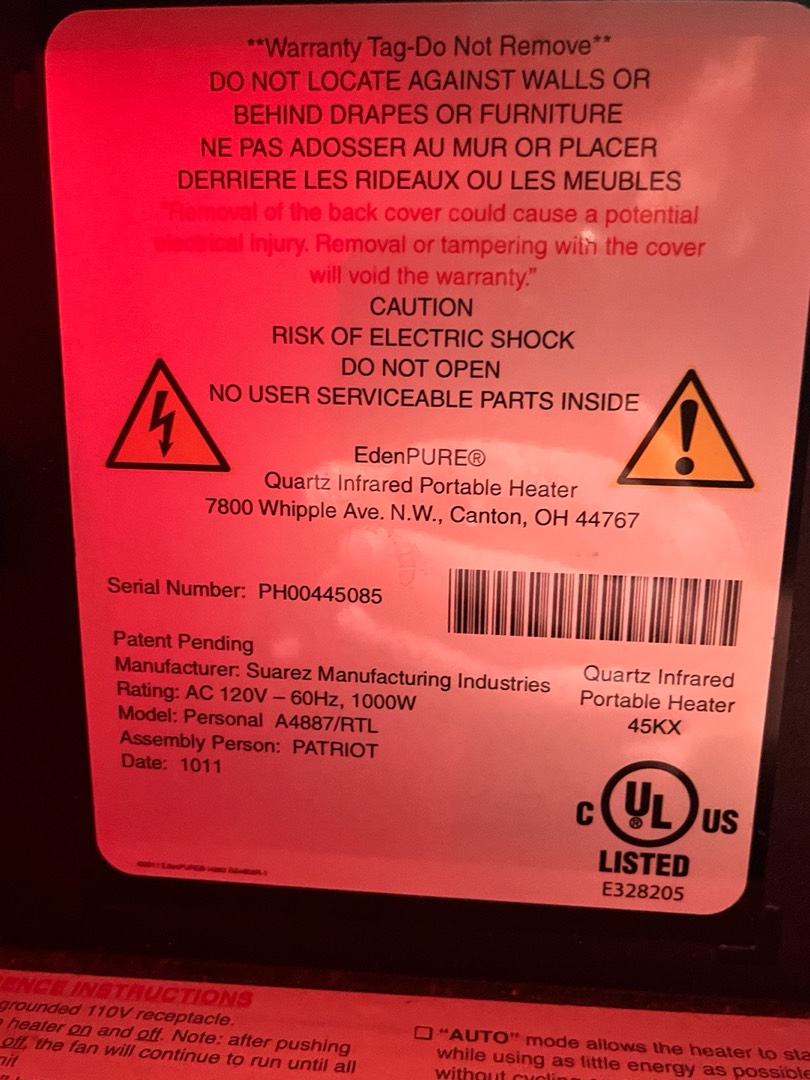 **Warranty Tag-Do Not Remove**
DO NOT LOCATE AGAINST WALLS OR
BEHIND DRAPES OR FURNITURE
NE PAS ADOSSER AU MUR OR PLACER
DERRIERE LES RIDEAUX OU LES MEUBLES
"Removal of the back cover could cause a potential
electrical injury. Removal or tampering with the cover
will void the warranty."
CAUTION
RISK OF ELECTRIC SHOCK
DO NOT OPEN
NO USER SERVICEABLE PARTS INSIDE
EdenPURE®
Quartz Infrared Portable Heater
7800 Whipple Ave. N.W., Canton, OH 44767
Serial Number: PH00445085
Patent Pending
Manufacturer: Suarez Manufacturing Industries
Rating: AC 120V – 60Hz, 1000W
Model: Personal A4887/RTL
Assembly Person: PATRIOT
Date: 1011
Quartz Infrared
Portable Heater
45KX
C UL® US
LISTED
E328205
ENCE INSTRUCTIONS
grounded 110V receptacle.
heater on and off. Note: after pushing
off, the fan will continue to run until all
☐ "AUTO" mode allows the heater to sta
while using as little energy as possible
without